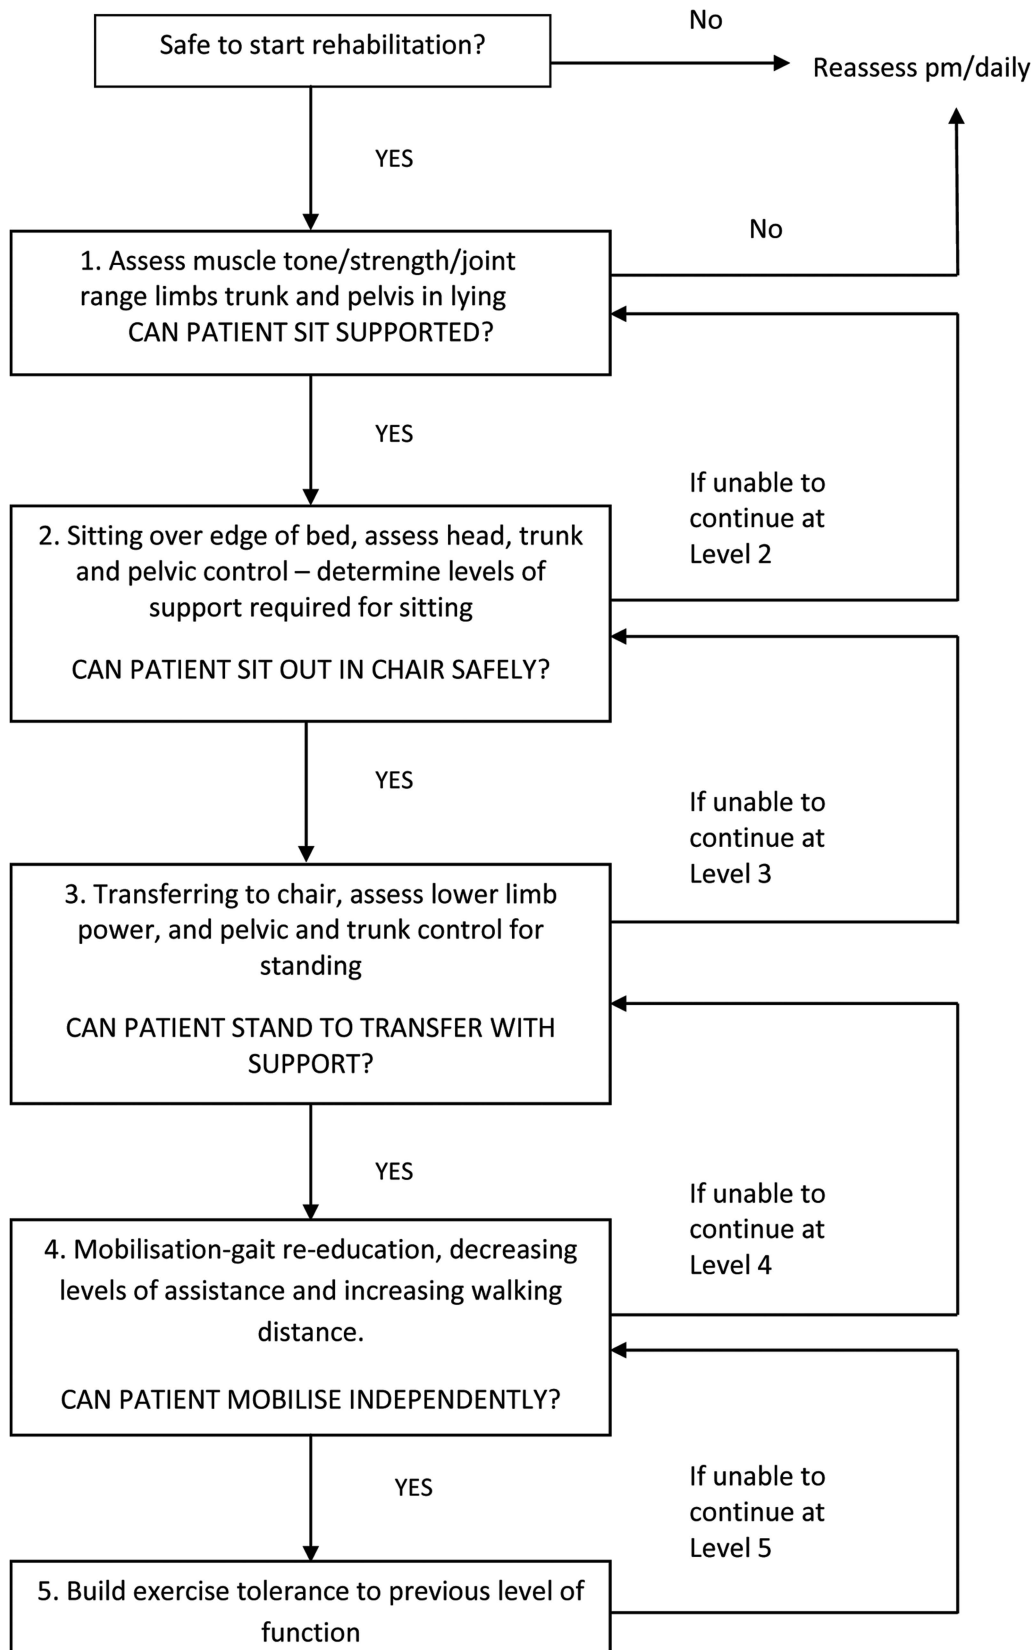 Safe to start rehabilitation?
No
Reassess pm/daily
YES
1. Assess muscle tone/strength/joint
range limbs trunk and pelvis in lying
CAN PATIENT SIT SUPPORTED?
No
YES
If unable to
continue at
Level 2
2. Sitting over edge of bed, assess head, trunk
and pelvic control – determine levels of
support required for sitting
CAN PATIENT SIT OUT IN CHAIR SAFELY?
YES
If unable to
continue at
Level 3
3. Transferring to chair, assess lower limb
power, and pelvic and trunk control for
standing
CAN PATIENT STAND TO TRANSFER WITH
SUPPORT?
YES
If unable to
continue at
Level 4
4. Mobilisation-gait re-education, decreasing
levels of assistance and increasing walking
distance.
CAN PATIENT MOBILISE INDEPENDENTLY?
YES
If unable to
continue at
Level 5
5. Build exercise tolerance to previous level of
function